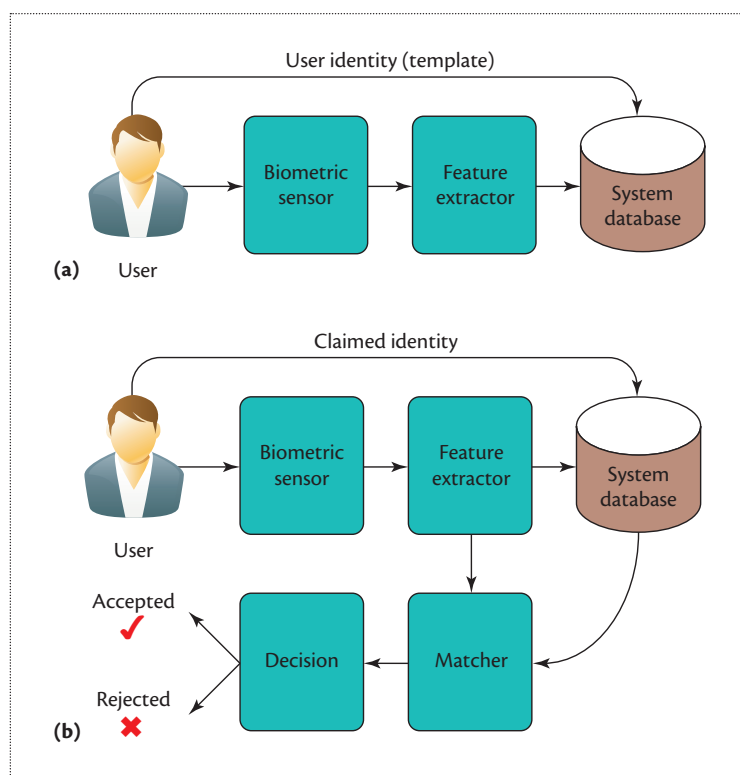 User identity (template)
Biometric
sensor
Feature
extractor
System
database
(a)
User
Claimed identity
Biometric
sensor
Feature
extractor
System
database
User
Accepted
Decision
Matcher
Rejected
(b)